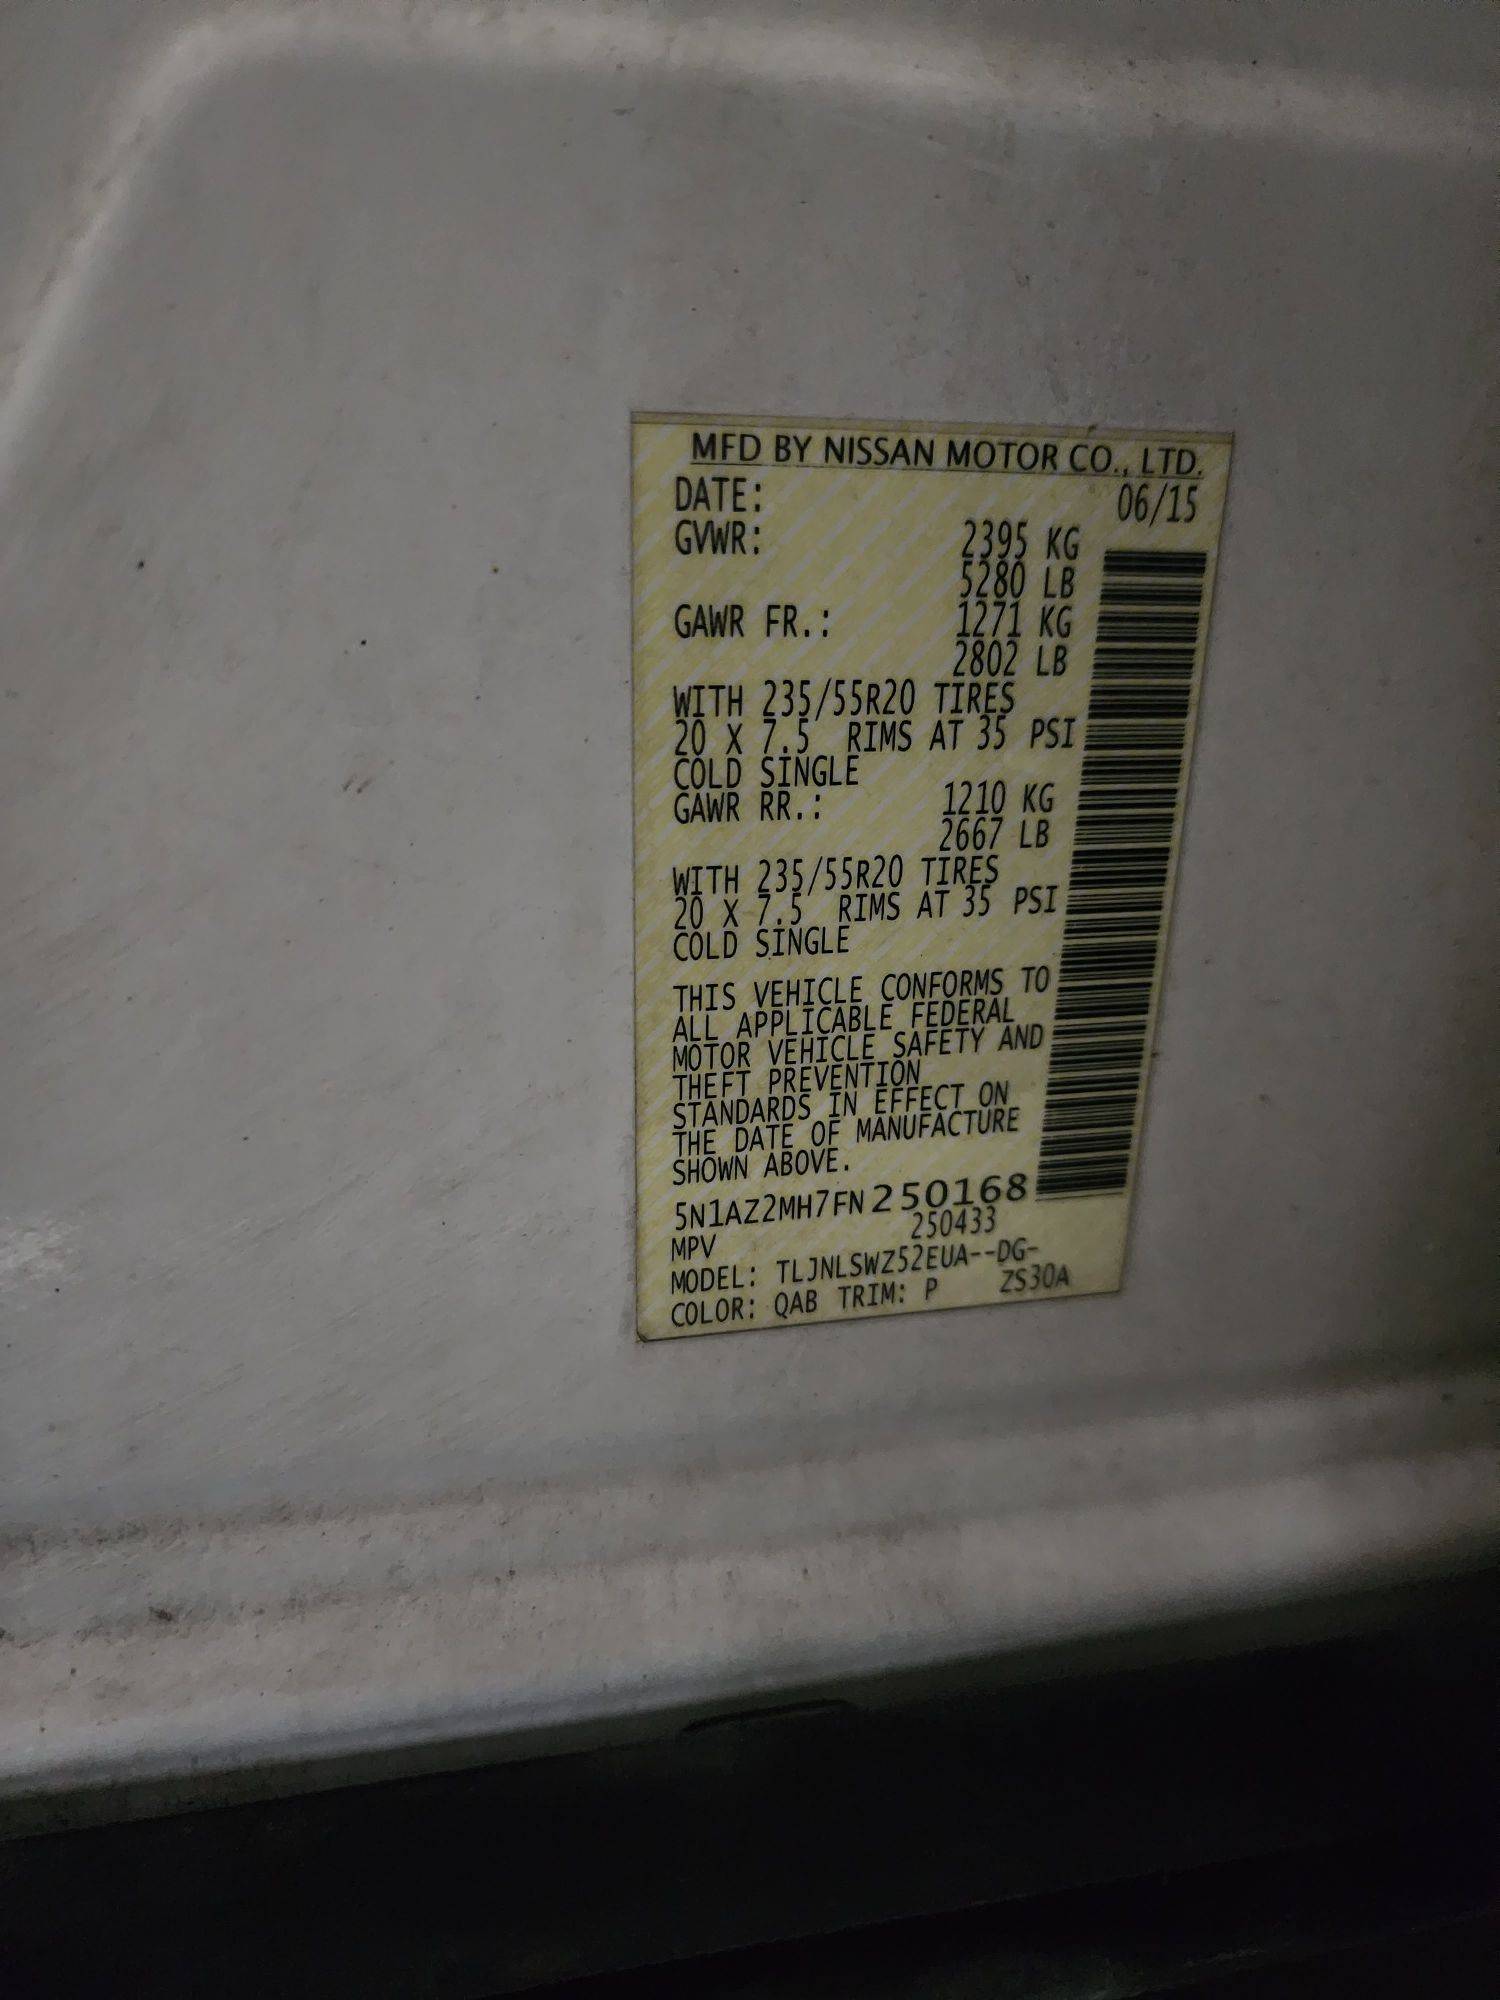 MFD BY NISSAN MOTOR CO., LTD.
DATE: 06/15
GVWR: 2395 KG
5280 LB
GAWR FR.: 1271 KG
2802 LB
WITH 235/55R20 TIRES
20 X 7.5 RIMS AT 35 PSI
COLD SINGLE
GAWR RR.: 1210 KG
2667 LB
WITH 235/55R20 TIRES
20 X 7.5 RIMS AT 35 PSI
COLD SINGLE
THIS VEHICLE CONFORMS TO
ALL APPLICABLE FEDERAL
MOTOR VEHICLE SAFETY AND
THEFT PREVENTION
STANDARDS IN EFFECT ON
THE DATE OF MANUFACTURE
SHOWN ABOVE.
5N1AZ2MH7FN250168
MPV 250433
MODEL: TLJNLSWZ52EUA--DG-
COLOR: QAB TRIM: P ZS30A